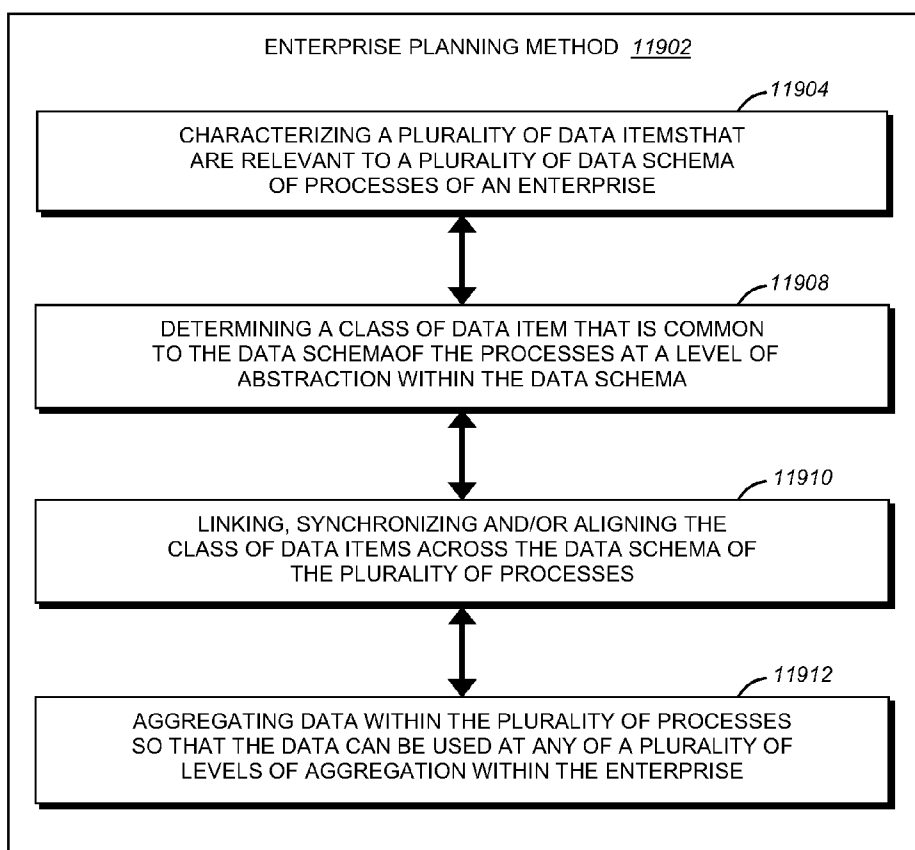 ENTERPRISE PLANNING METHOD 11902
11904
CHARACTERIZING A PLURALITY OF DATA ITEMSTHAT
ARE RELEVANT TO A PLURALITY OF DATA SCHEMA
OF PROCESSES OF AN ENTERPRISE
11908
DETERMINING A CLASS OF DATA ITEM THAT IS COMMON
TO THE DATA SCHEMAOF THE PROCESSES AT A LEVEL OF
ABSTRACTION WITHIN THE DATA SCHEMA
11910
LINKING, SYNCHRONIZING AND/OR ALIGNING THE
CLASS OF DATA ITEMS ACROSS THE DATA SCHEMA OF
THE PLURALITY OF PROCESSES
11912
AGGREGATING DATA WITHIN THE PLURALITY OF PROCESSES
SO THAT THE DATA CAN BE USED AT ANY OF A PLURALITY OF
LEVELS OF AGGREGATION WITHIN THE ENTERPRISE